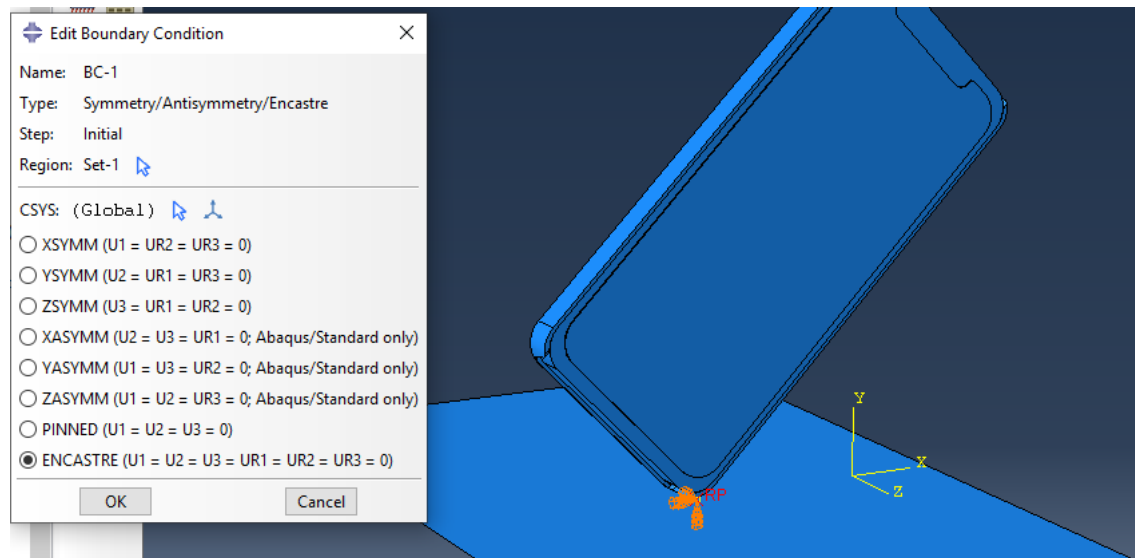 Edit Boundary Condition
Name: BC-1
Type: Symmetry/Antisymmetry/Encastre
Step: Initial
Region: Set-1
CSYS: (Global)
XSYMM (U1 = UR2 = UR3 = 0)
YSYMM (U2 = UR1 = UR3 = 0)
ZSYMM (U3 = UR1 = UR2 = 0)
XASYMM (U2 = U3 = UR1 = 0; Abaqus/Standard only)
YASYMM (U1 = U3 = UR2 = 0; Abaqus/Standard only)
ZASYMM (U1 = U2 = UR3 = 0; Abaqus/Standard only)
PINNED (U1 = U2 = U3 = 0)
ENCASTRE (U1 = U2 = U3 = UR1 = UR2 = UR3 = 0)
OK Cancel
RP
Y
X
Z